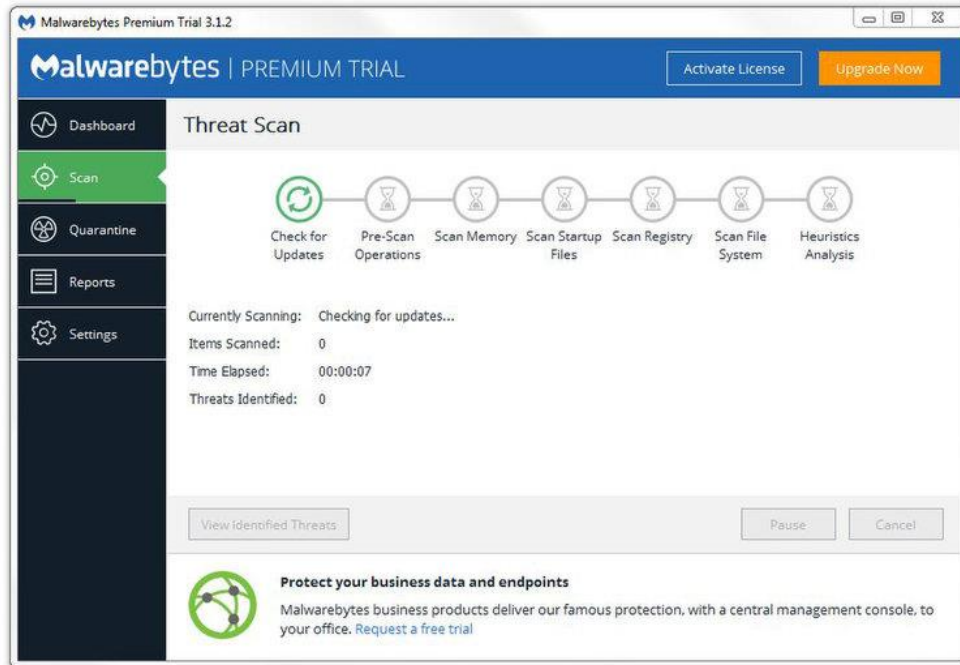 Malwarebytes Premium Trial 3.1.2
Malwarebytes | PREMIUM TRIAL
Activate License
Upgrade Now
Dashboard
Scan
Quarantine
Reports
Settings
Threat Scan
Check for
Updates
Pre-Scan
Operations
Scan Memory
Scan Startup
Files
Scan Registry
Scan File
System
Heuristics
Analysis
Currently Scanning: Checking for updates...
Items Scanned: 0
Time Elapsed: 00:00:07
Threats Identified: 0
View Identified Threats
Pause
Cancel
Protect your business data and endpoints
Malwarebytes business products deliver our famous protection, with a central management console, to
your office. Request a free trial